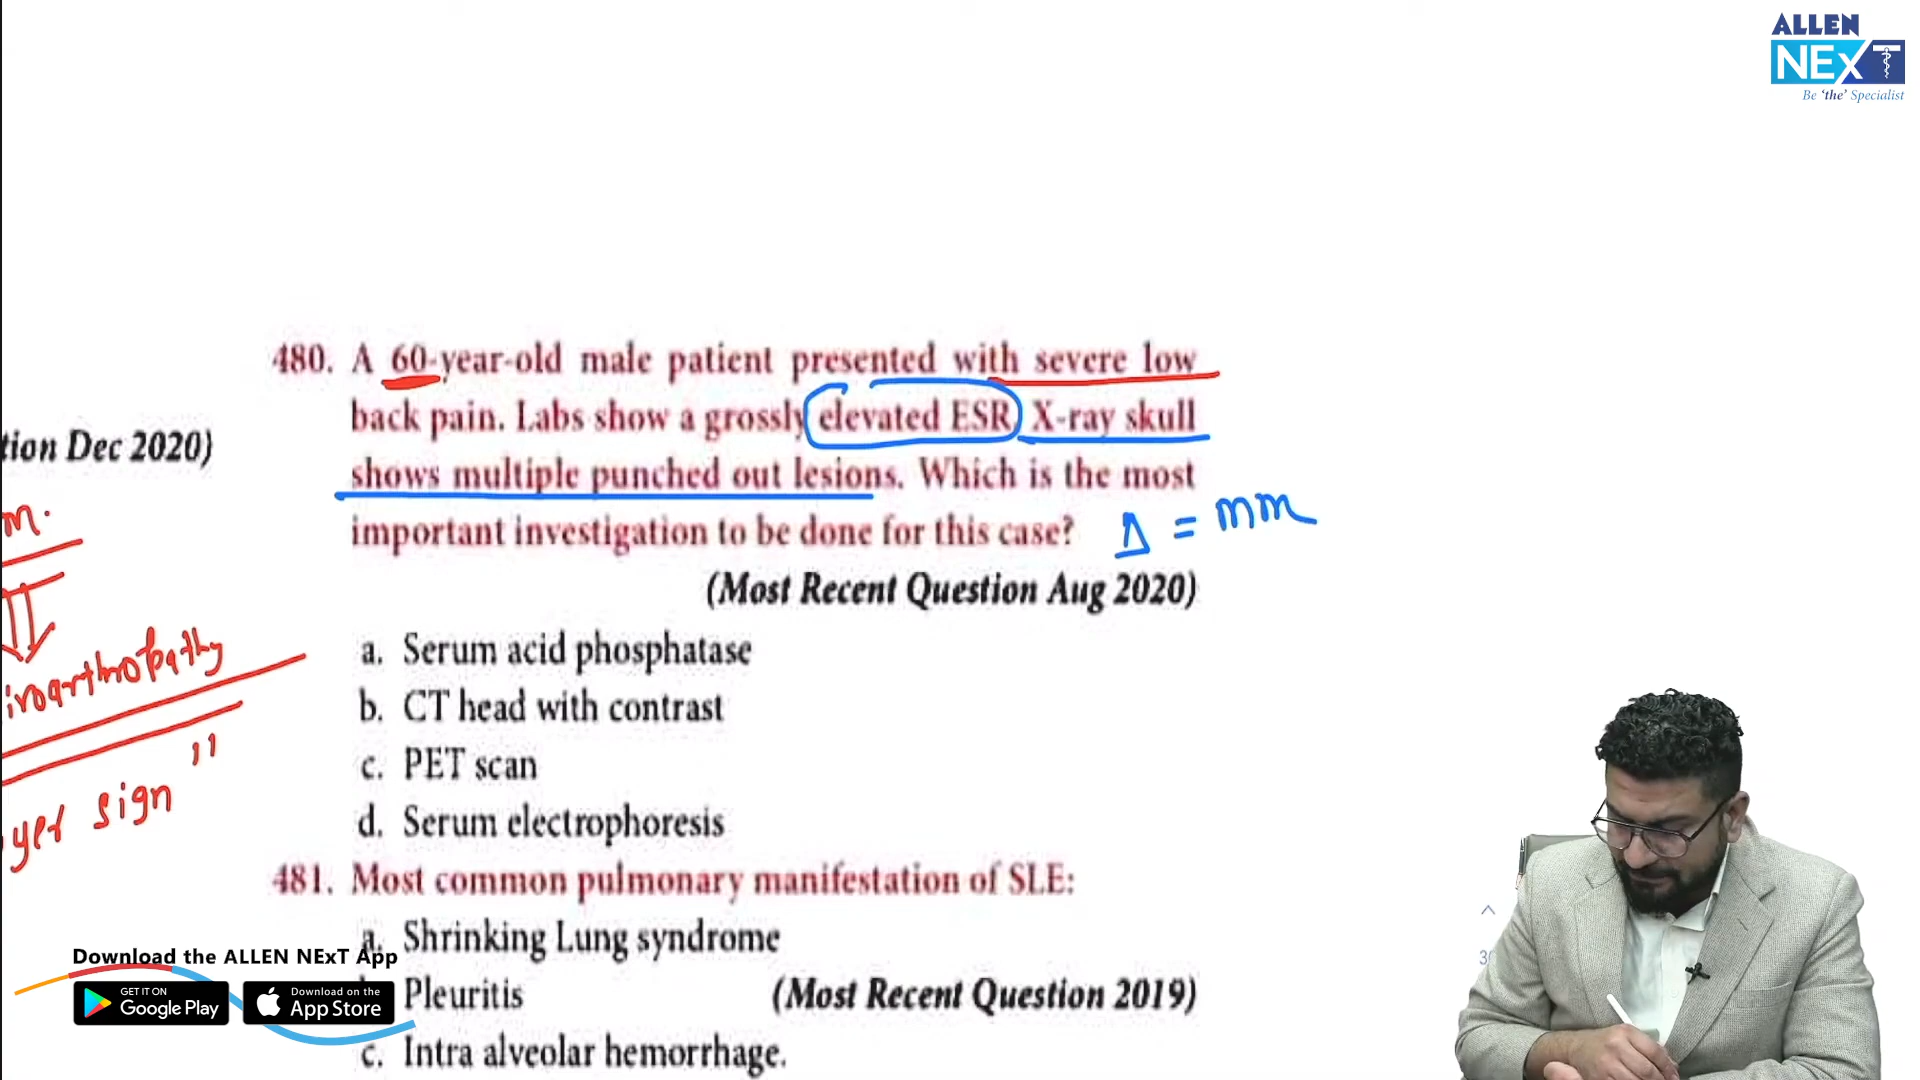 ALLEN
NEXT
Be 'the' Specialist
480. A 60-year-old male patient presented with severe low
back pain. Labs show a grossly elevated ESR, X-ray skull
shows multiple punched out lesions. Which is the most
important investigation to be done for this case?
Δ = mm
(Most Recent Question Aug 2020)
a. Serum acid phosphatase
b. CT head with contrast
c. PET scan
d. Serum electrophoresis
481. Most common pulmonary manifestation of SLE:
a. Shrinking Lung syndrome
Pleuritis
(Most Recent Question 2019)
c. Intra alveolar hemorrhage.
tion Dec 2020)
m.
iroarthropathy
yer sign "
Download the ALLEN NExT App
GET IT ON
Google Play
Download on the
App Store